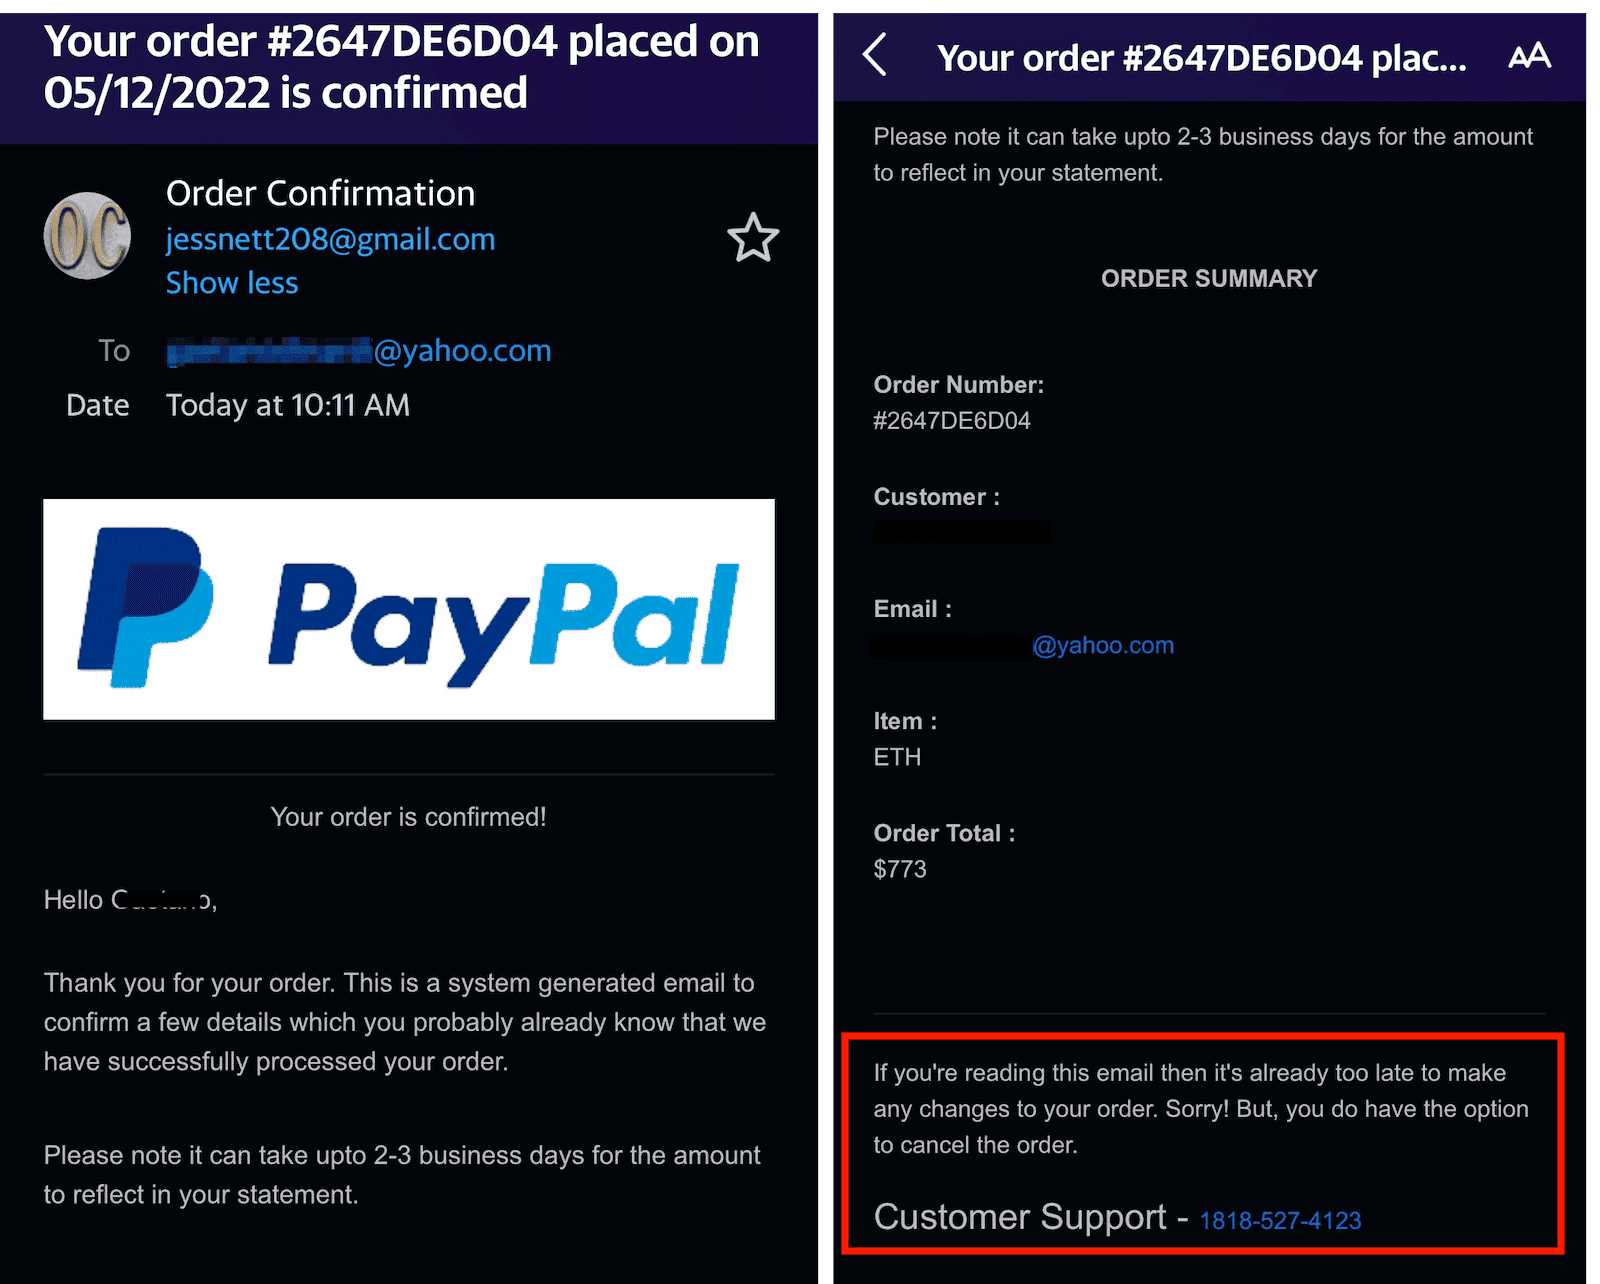 Your order #2647DE6D04 placed on
05/12/2022 is confirmed
OC
Order Confirmation
jessnett208@gmail.com
Show less
To @yahoo.com
Date Today at 10:11 AM
PayPal
Your order is confirmed!
Hello
Thank you for your order. This is a system generated email to
confirm a few details which you probably already know that we
have successfully processed your order.
Please note it can take upto 2-3 business days for the amount
to reflect in your statement.
Your order #2647DE6D04 plac... AA
Please note it can take upto 2-3 business days for the amount
to reflect in your statement.
ORDER SUMMARY
Order Number:
#2647DE6D04
Customer :
Email :
@yahoo.com
Item :
ETH
Order Total :
$773
If you're reading this email then it's already too late to make
any changes to your order. Sorry! But, you do have the option
to cancel the order.
Customer Support - 1818-527-4123